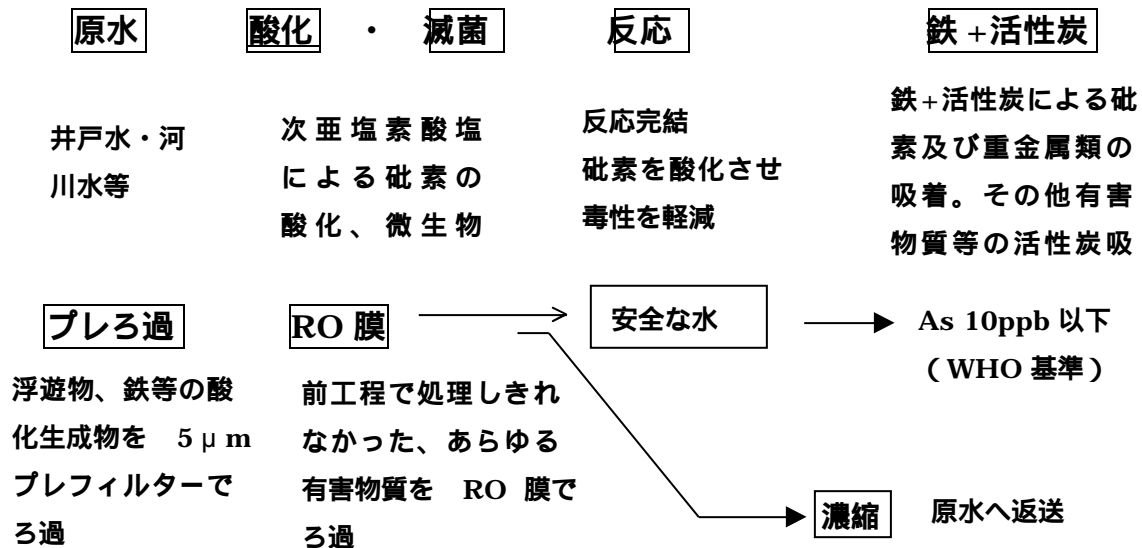 原水 酸化 ・ 滅菌 反応 鉄+活性炭
井戸水・河
川水等
次亜塩素酸塩
による砒素の
酸化、微生物
反応完結
砒素を酸化させ
毒性を軽減
鉄+活性炭による砒
素及び重金属類の
吸着。その他有害
物質等の活性炭吸
プレろ過 RO 膜 安全な水 As 10ppb 以下
(WHO 基準)
浮遊物、鉄等の酸
化生成物を 5μm
プレフィルターで
ろ過
前工程で処理しきれ
なかった、あらゆる
有害物質を RO 膜で
ろ過
濃縮 原水へ返送